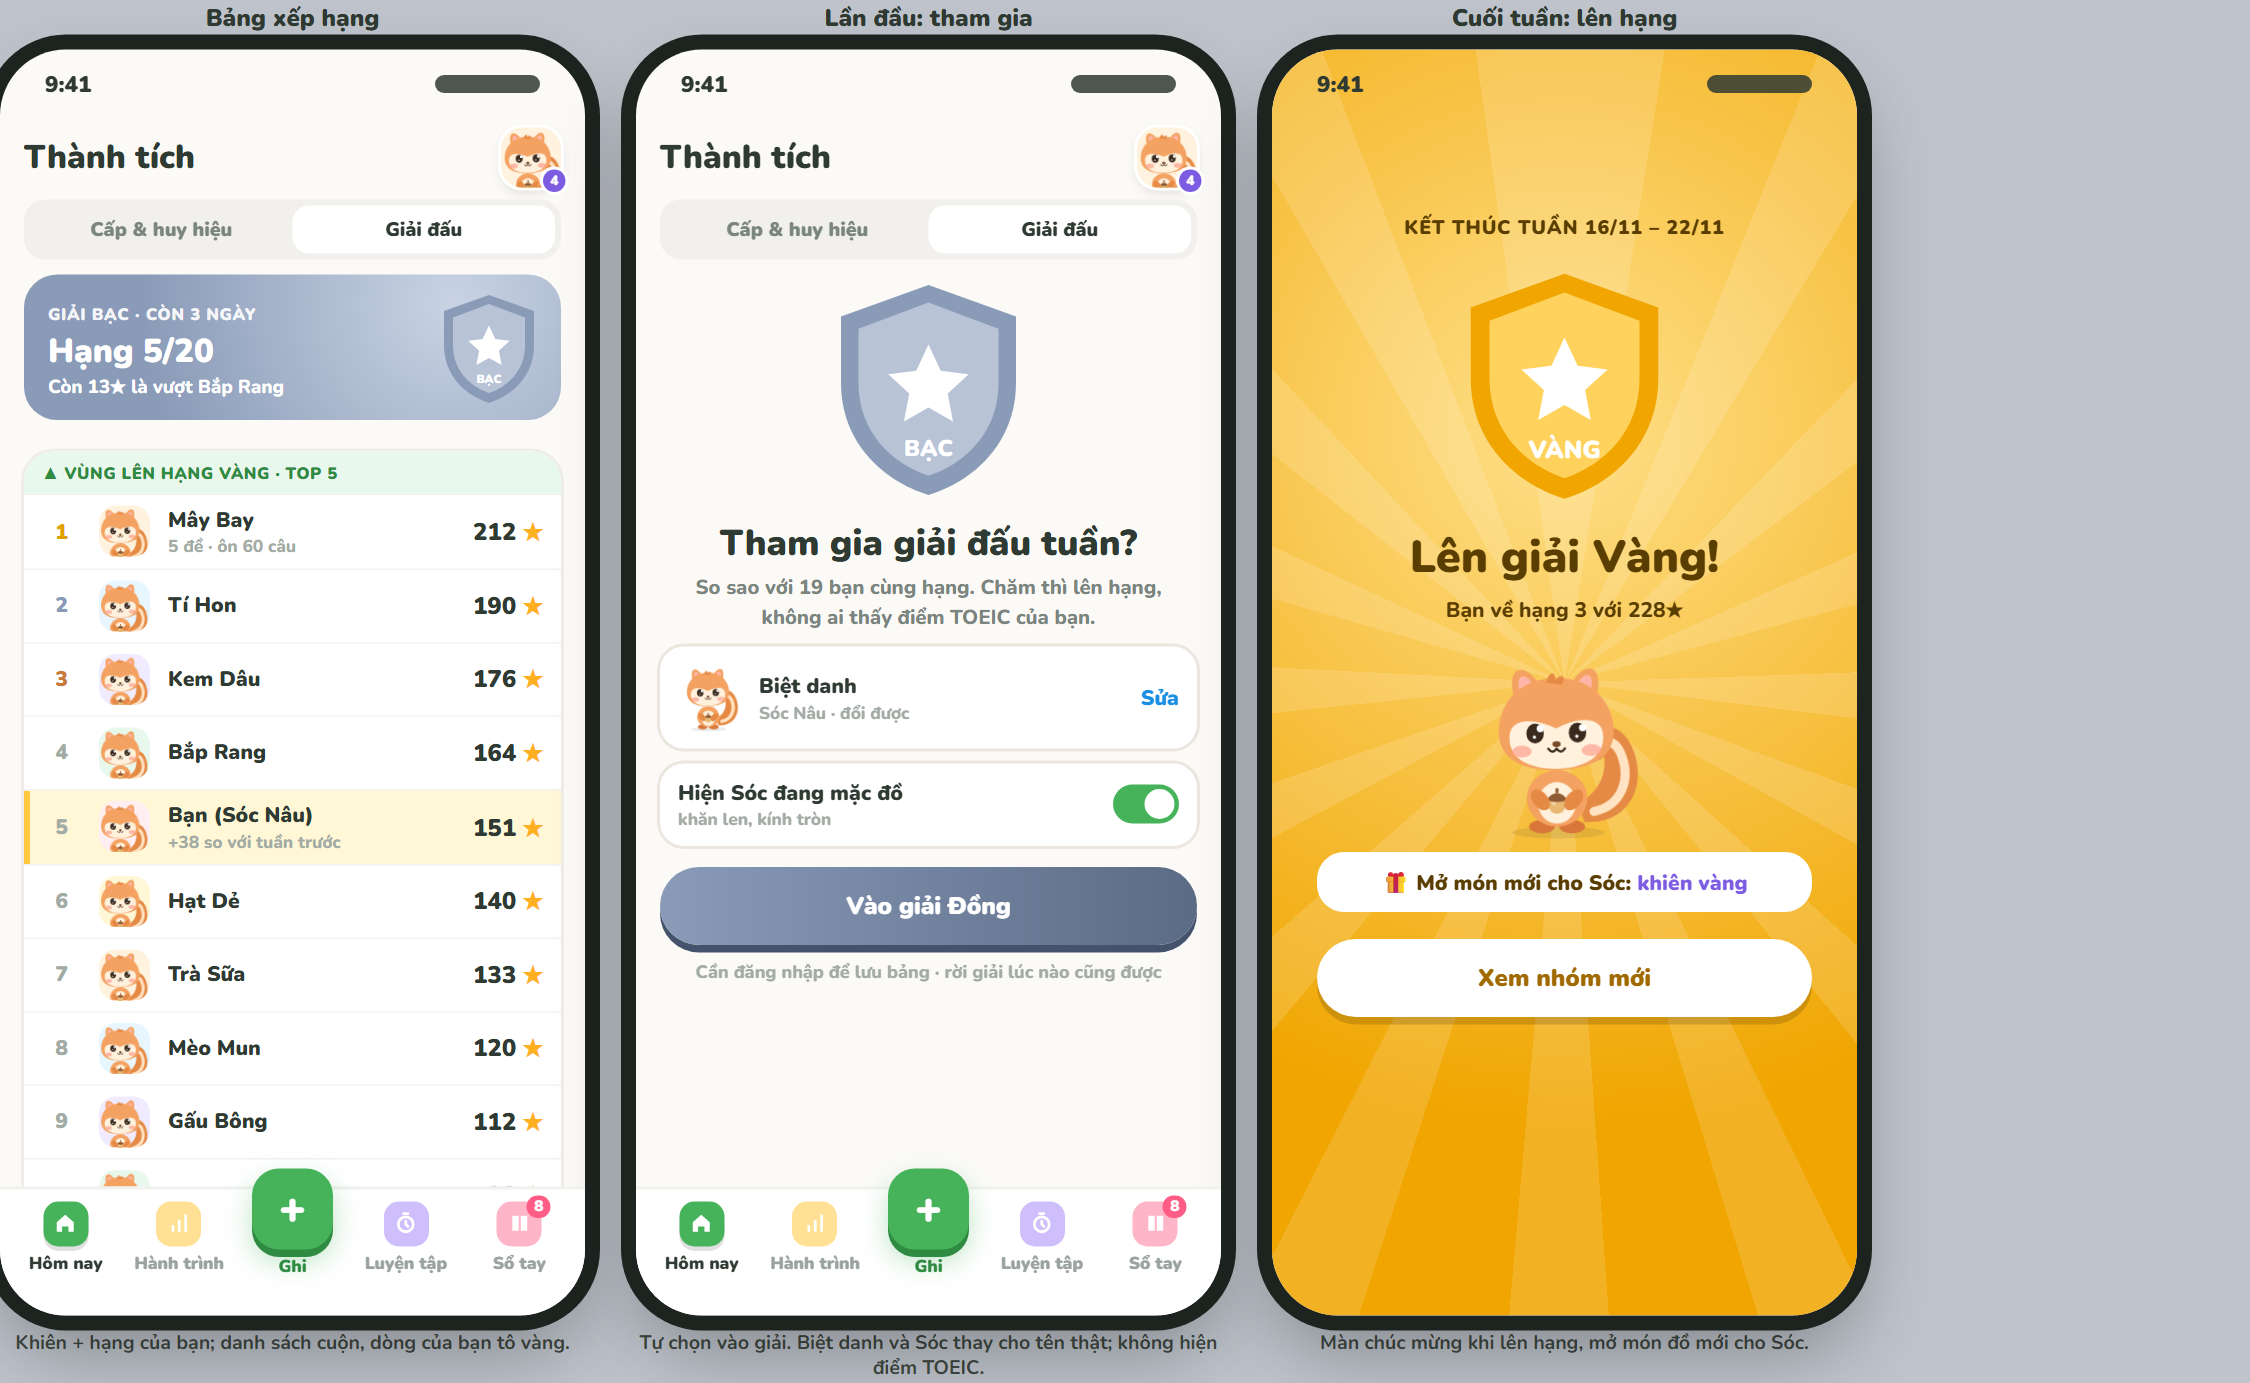 Bảng xếp hạng
9:41
Thành tích
4
Cấp & huy hiệu
Giải đấu
GIẢI BẠC · CÒN 3 NGÀY
Hạng 5/20
Còn 13★ là vượt Bắp Rang
BẠC
▲ VÙNG LÊN HẠNG VÀNG · TOP 5
1 Mây Bay 212 ★
5 đề · ôn 60 câu
2 Tí Hon 190 ★
3 Kem Dâu 176 ★
4 Bắp Rang 164 ★
5 Bạn (Sóc Nâu) 151 ★
+38 so với tuần trước
6 Hạt Dẻ 140 ★
7 Trà Sữa 133 ★
8 Mèo Mun 120 ★
9 Gấu Bông 112 ★
8
Hôm nay
Hành trình
Ghi
Luyện tập
Sổ tay
Khiên + hạng của bạn; danh sách cuộn, dòng của bạn tô vàng.
Lần đầu: tham gia
9:41
Thành tích
4
Cấp & huy hiệu
Giải đấu
BẠC
Tham gia giải đấu tuần?
So sao với 19 bạn cùng hạng. Chăm thì lên hạng,
không ai thấy điểm TOEIC của bạn.
Biệt danh
Sóc Nâu · đổi được
Sửa
Hiện Sóc đang mặc đồ
khăn len, kính tròn
Vào giải Đồng
Cần đăng nhập để lưu bảng · rời giải lúc nào cũng được
8
Hôm nay
Hành trình
Ghi
Luyện tập
Sổ tay
Tự chọn vào giải. Biệt danh và Sóc thay cho tên thật; không hiện
điểm TOEIC.
Cuối tuần: lên hạng
9:41
KẾT THÚC TUẦN 16/11 – 22/11
VÀNG
Lên giải Vàng!
Bạn về hạng 3 với 228★
Mở món mới cho Sóc: khiên vàng
Xem nhóm mới
Màn chúc mừng khi lên hạng, mở món đồ mới cho Sóc.